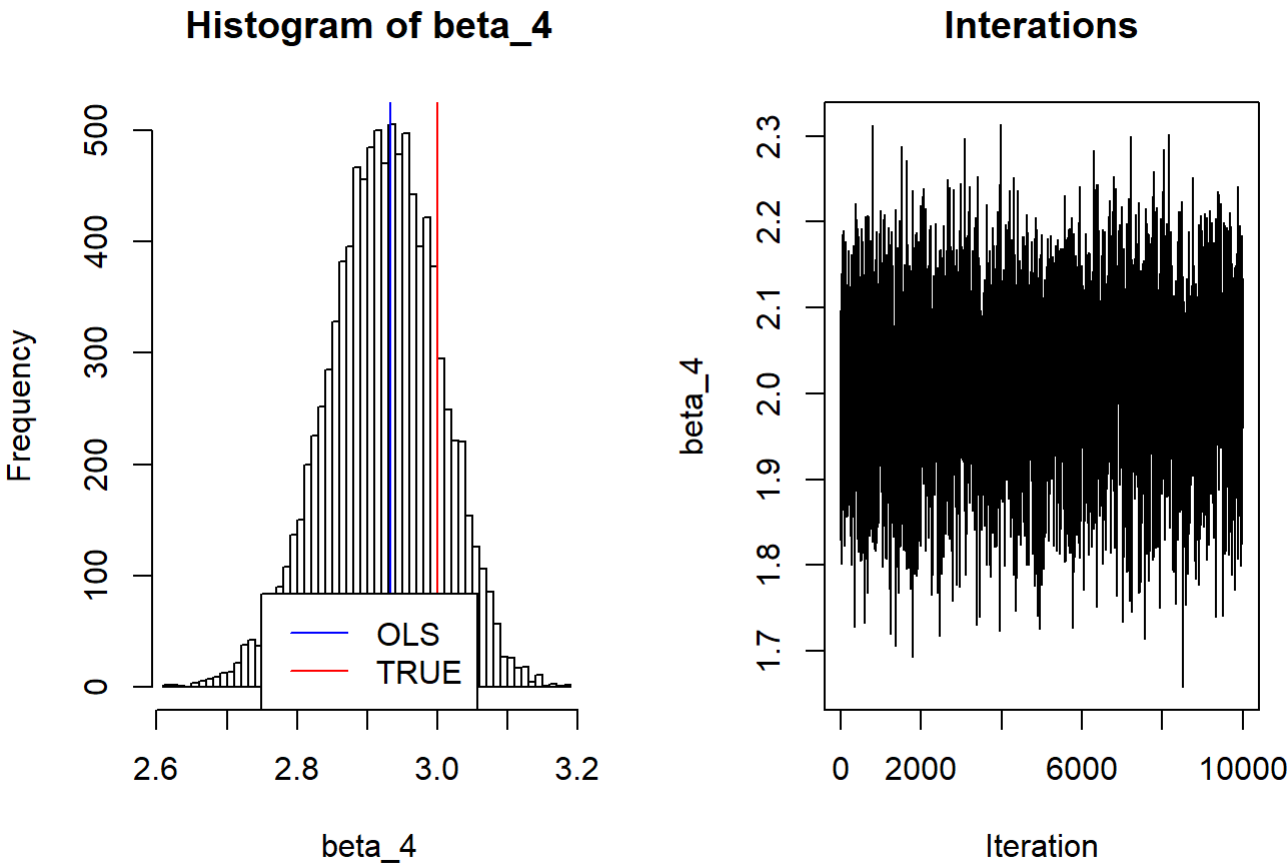 Histogram of beta_4
Frequency
0
100
200
300
400
500
OLS
TRUE
2.6
2.8
3.0
3.2
beta_4
Interations
beta_4
1.7
1.8
1.9
2.0
2.1
2.2
2.3
0
2000
6000
10000
Iteration